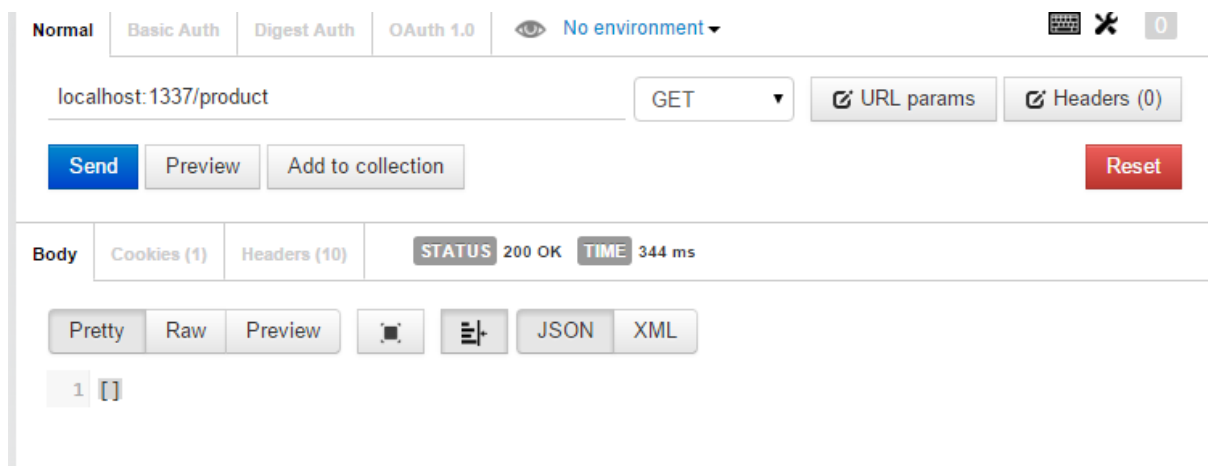 Normal Basic Auth Digest Auth OAuth 1.0 No environment 0
localhost:1337/product GET URL params Headers (0)
Send Preview Add to collection Reset
Body Cookies (1) Headers (10) STATUS 200 OK TIME 344 ms
Pretty Raw Preview JSON XML
1 []